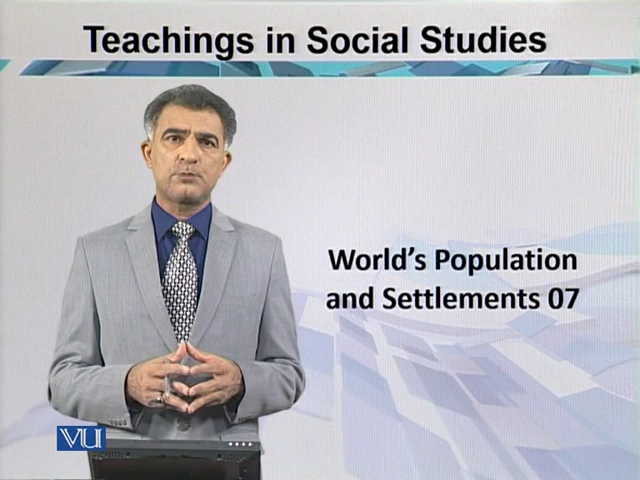 Teachings in Social Studies
World's Population
and Settlements 07
VU